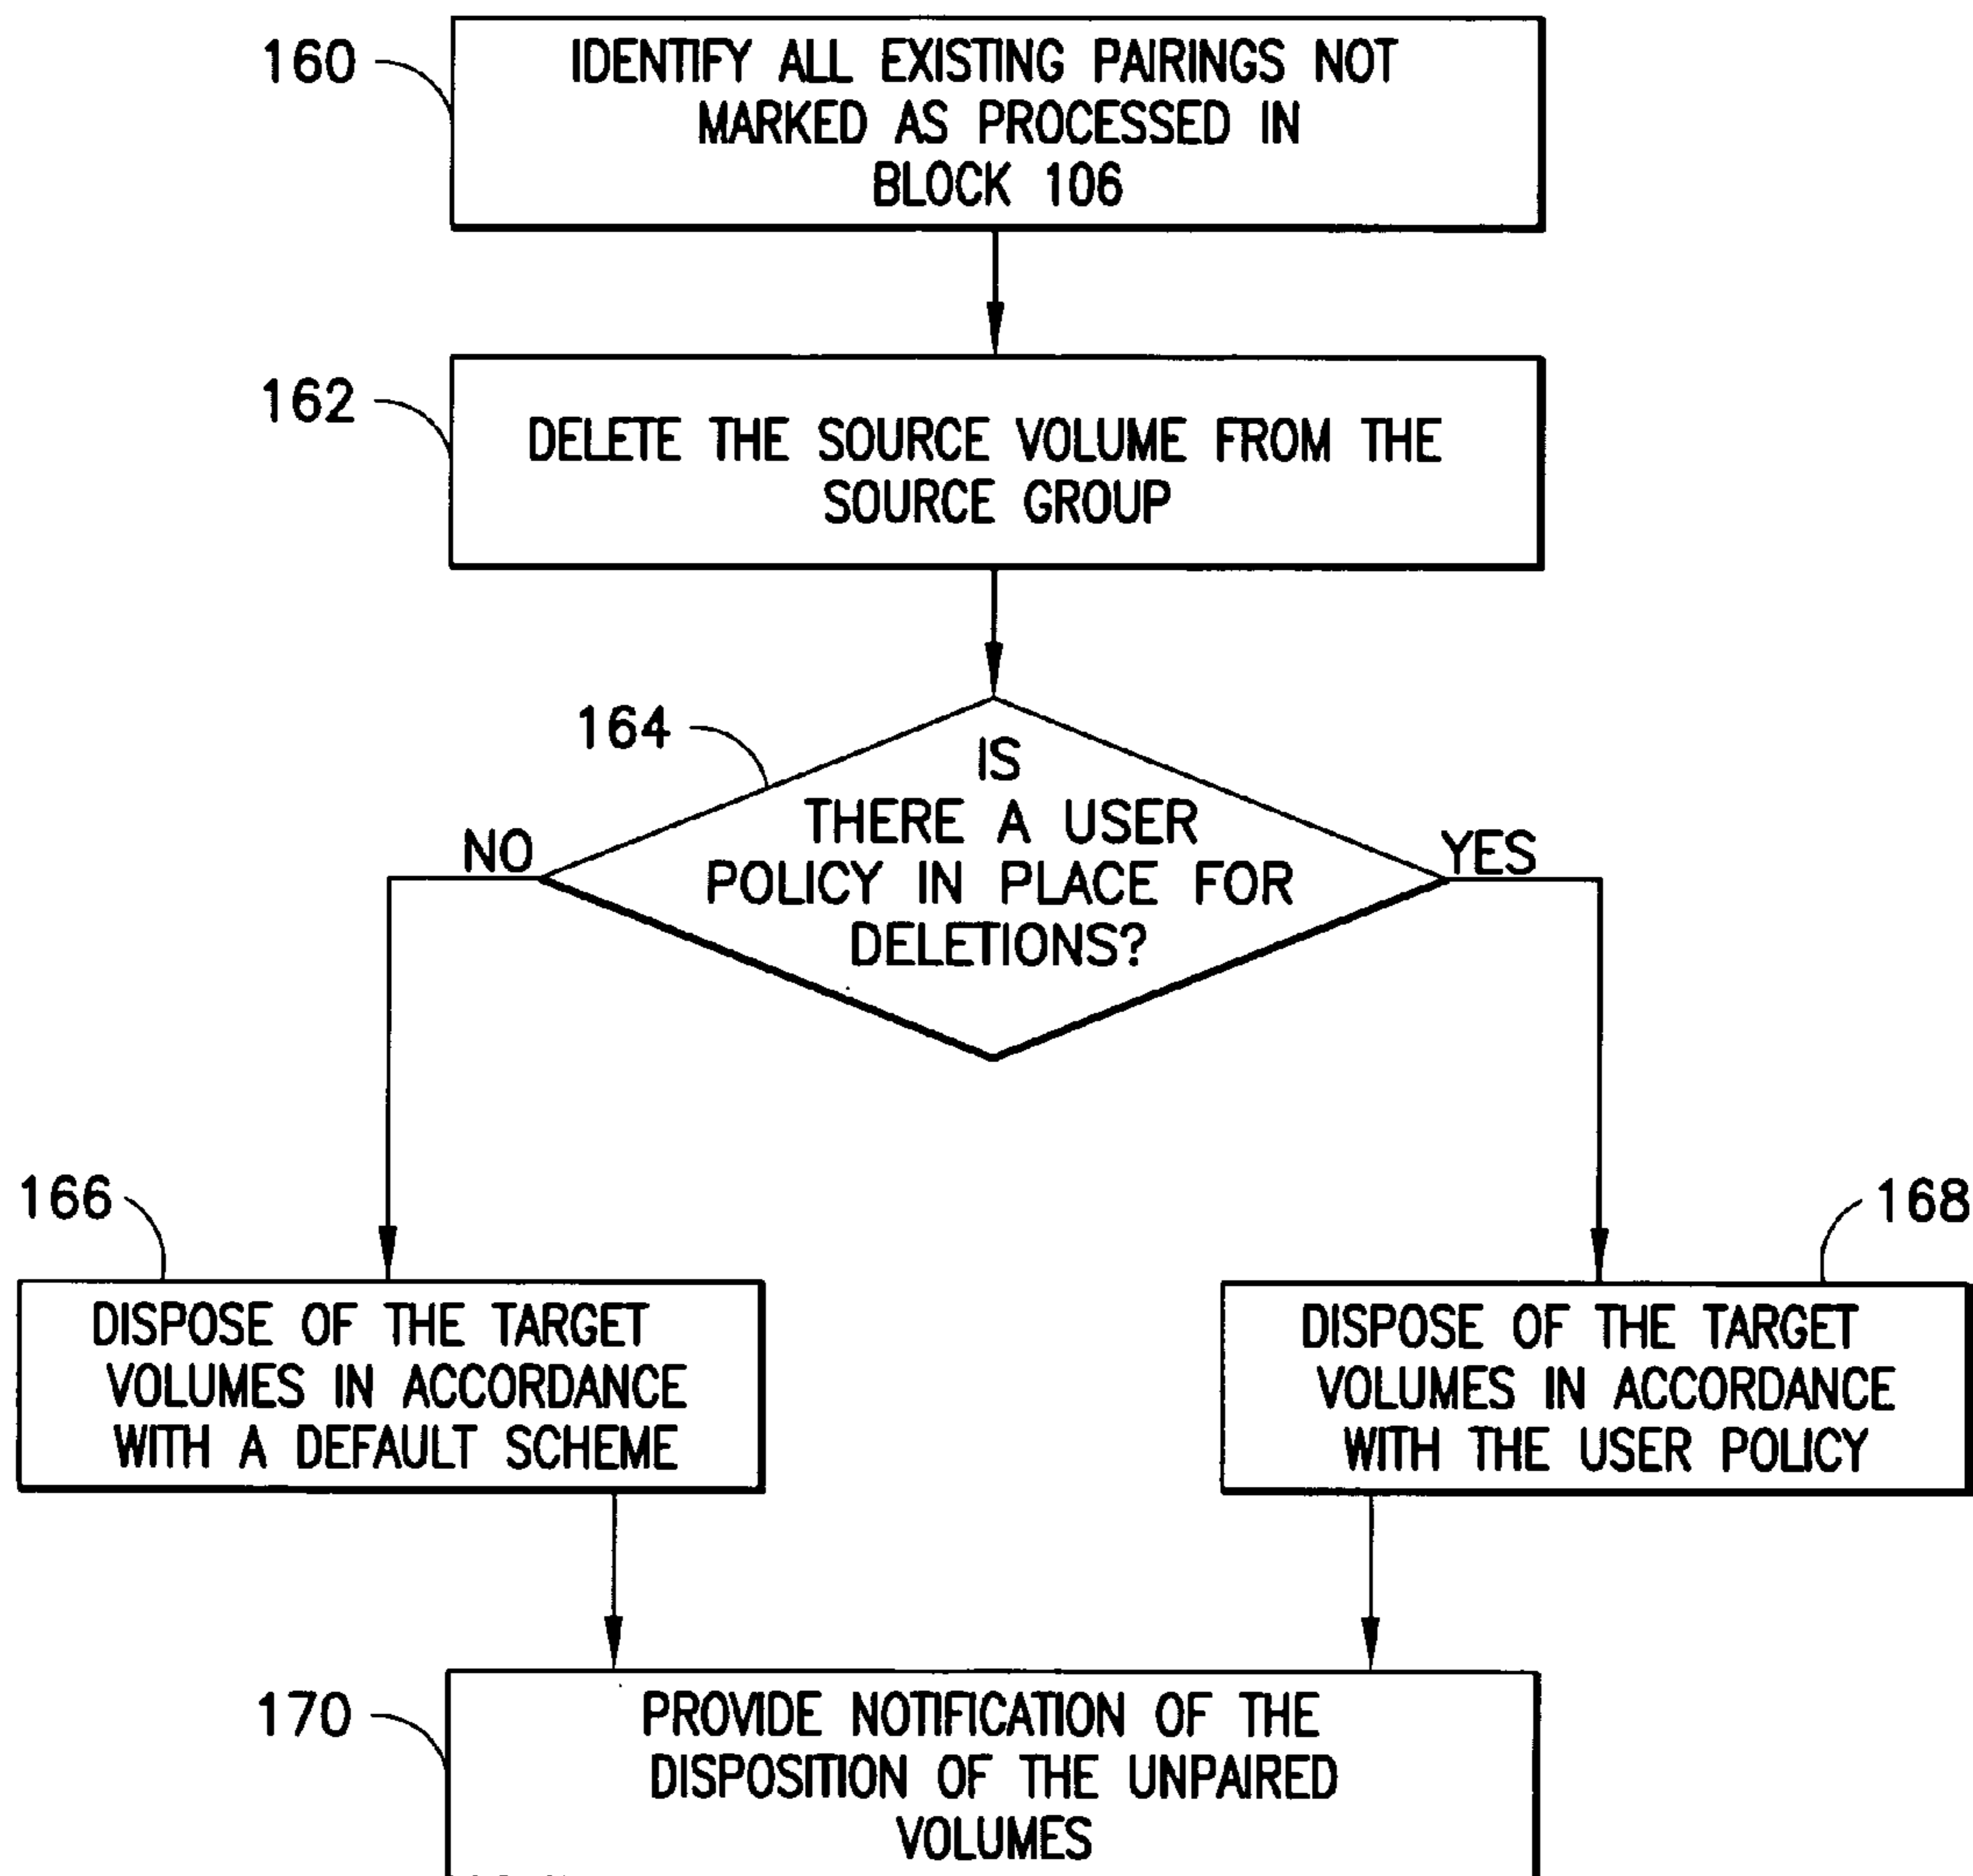 160
IDENTIFY ALL EXISTING PAIRINGS NOT
MARKED AS PROCESSED IN
BLOCK 106
162
DELETE THE SOURCE VOLUME FROM THE
SOURCE GROUP
164
IS
THERE A USER
POLICY IN PLACE FOR
DELETIONS?
NO
YES
166
DISPOSE OF THE TARGET
VOLUMES IN ACCORDANCE
WITH A DEFAULT SCHEME
168
DISPOSE OF THE TARGET
VOLUMES IN ACCORDANCE
WITH THE USER POLICY
170
PROVIDE NOTIFICATION OF THE
DISPOSITION OF THE UNPAIRED
VOLUMES